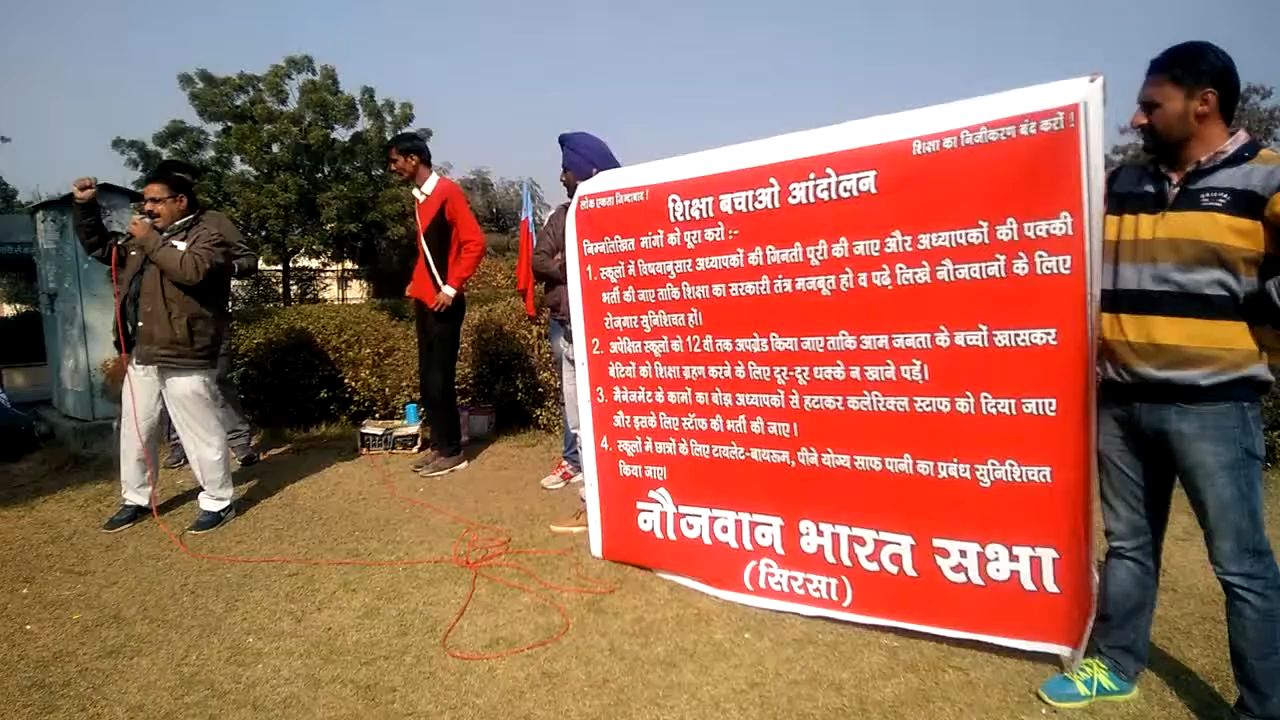 शिक्षा का निजीकरण बंद करों !
लोक एकता जिन्दाबाद !
शिक्षा बचाओ आंदोलन
निम्नलिखित मांगों को पूरा करो :-
1. स्कूलों में विषयानुसार अध्यापकों की गिनती पूरी की जाए और अध्यापकों की पक्की
भर्ती की जाए ताकि शिक्षा का सरकारी तंत्र मजबूत हो व पढ़े लिखे नौजवानों के लिए
रोज़गार सुनिशिचत हों।
2. अपेक्षित स्कूलों को 12 वीं तक अपग्रेड किया जाए ताकि आम जनता के बच्चों खासकर
बेटियों को शिक्षा ग्रहण करने के लिए दूर-दूर धक्के न खाने पड़ें।
3. मैनेजमेंट के कामों का बोझ अध्यापकों से हटाकर कलेरिक्ल स्टाफ को दिया जाए
और इसके लिए स्टॉफ की भर्ती की जाए।
4. स्कूलों में छात्रों के लिए टायलेट-बाथरूम, पीने योग्य साफ पानी का प्रबंध सुनिशिचत
किया जाए।
नौजवान भारत सभा
(सिरसा)